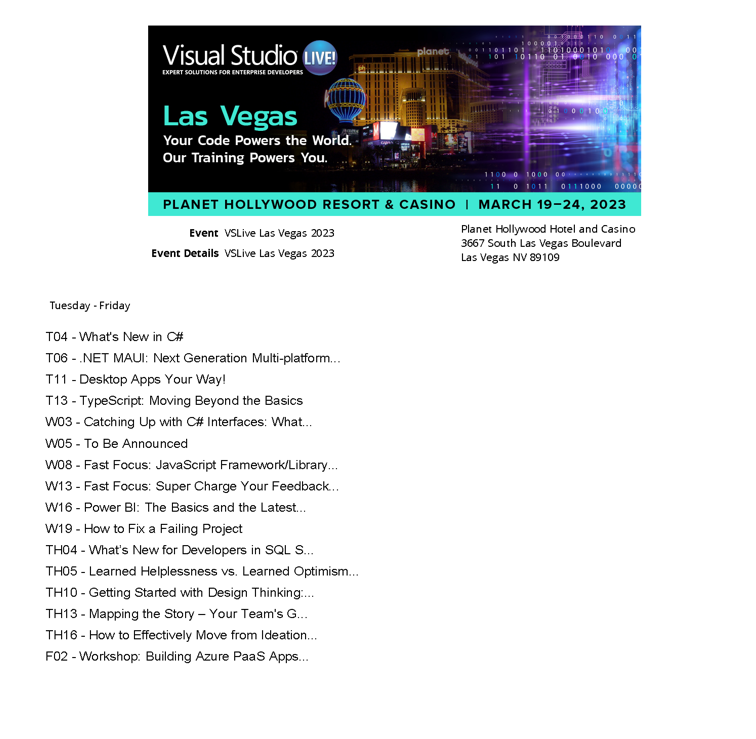 Visual Studio LIVE!
EXPERT SOLUTIONS FOR ENTERPRISE DEVELOPERS
planet
Las Vegas
Your Code Powers the World.
Our Training Powers You.
PLANET HOLLYWOOD RESORT & CASINO | MARCH 19–24, 2023
Event VSLive Las Vegas 2023
Event Details VSLive Las Vegas 2023
Planet Hollywood Hotel and Casino
3667 South Las Vegas Boulevard
Las Vegas NV 89109
Tuesday - Friday
T04 - What's New in C#
T06 - .NET MAUI: Next Generation Multi-platform...
T11 - Desktop Apps Your Way!
T13 - TypeScript: Moving Beyond the Basics
W03 - Catching Up with C# Interfaces: What...
W05 - To Be Announced
W08 - Fast Focus: JavaScript Framework/Library...
W13 - Fast Focus: Super Charge Your Feedback...
W16 - Power BI: The Basics and the Latest...
W19 - How to Fix a Failing Project
TH04 - What’s New for Developers in SQL S...
TH05 - Learned Helplessness vs. Learned Optimism...
TH10 - Getting Started with Design Thinking:...
TH13 - Mapping the Story – Your Team's G...
TH16 - How to Effectively Move from Ideation...
F02 - Workshop: Building Azure PaaS Apps...